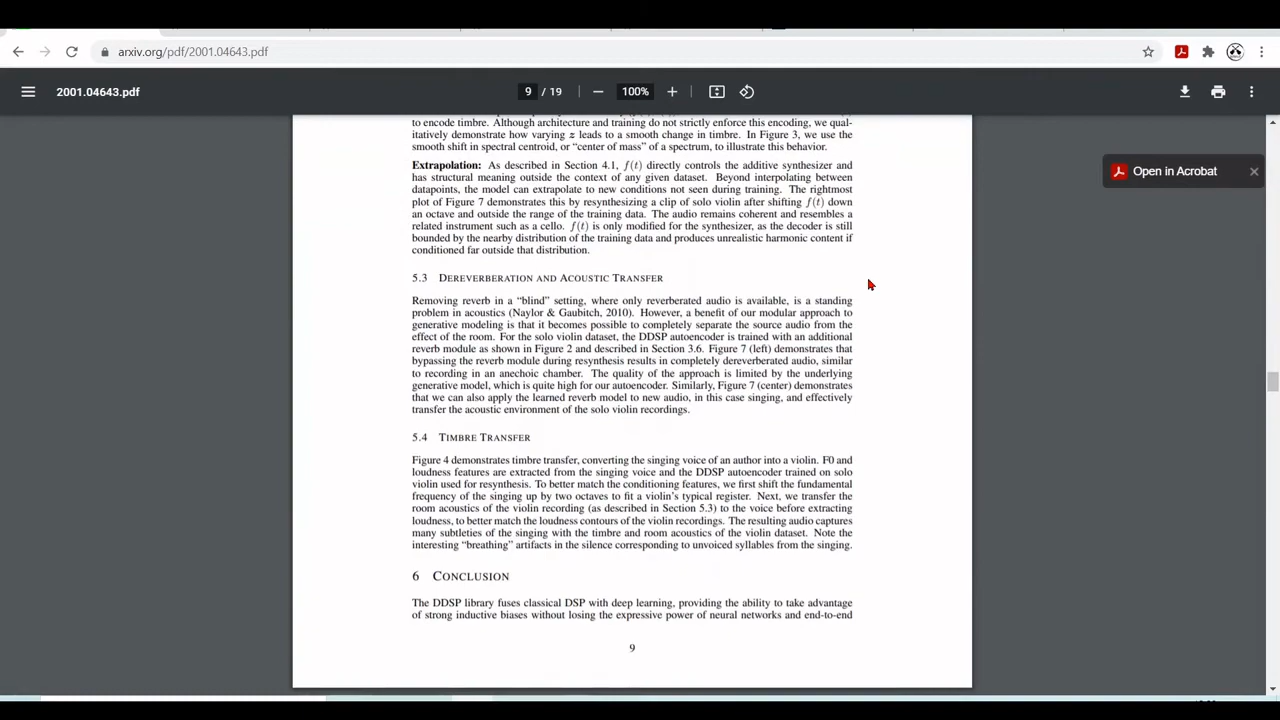 arxiv.org/pdf/2001.04643.pdf
2001.04643.pdf
9 / 19
100%
Open in Acrobat
to encode timbre. Although architecture and training do not strictly enforce this encoding, we qual-
itatively demonstrate how varying z leads to a smooth change in timbre. In Figure 3, we use the
smooth shift in spectral centroid, or “center of mass” of a spectrum, to illustrate this behavior.
Extrapolation: As described in Section 4.1, f(t) directly controls the additive synthesizer and
has structural meaning outside the context of any given dataset. Beyond interpolating between
datapoints, the model can extrapolate to new conditions not seen during training. The rightmost
plot of Figure 7 demonstrates this by resynthesizing a clip of solo violin after shifting f(t) down
an octave and outside the range of the training data. The audio remains coherent and resembles a
related instrument such as a cello. f(t) is only modified for the synthesizer, as the decoder is still
bounded by the nearby distribution of the training data and produces unrealistic harmonic content if
conditioned far outside that distribution.
5.3 DEREVERBERATION AND ACOUSTIC TRANSFER
Removing reverb in a “blind” setting, where only reverberated audio is available, is a standing
problem in acoustics (Naylor & Gaubitch, 2010). However, a benefit of our modular approach to
generative modeling is that it becomes possible to completely separate the source audio from the
effect of the room. For the solo violin dataset, the DDSP autoencoder is trained with an additional
reverb module as shown in Figure 2 and described in Section 3.6. Figure 7 (left) demonstrates that
bypassing the reverb module during resynthesis results in completely dereverberated audio, similar
to recording in an anechoic chamber. The quality of the approach is limited by the underlying
generative model, which is quite high for our autoencoder. Similarly, Figure 7 (center) demonstrates
that we can also apply the learned reverb model to new audio, in this case singing, and effectively
transfer the acoustic environment of the solo violin recordings.
5.4 TIMBRE TRANSFER
Figure 4 demonstrates timbre transfer, converting the singing voice of an author into a violin. F0 and
loudness features are extracted from the singing voice and the DDSP autoencoder trained on solo
violin used for resynthesis. To better match the conditioning features, we first shift the fundamental
frequency of the singing up by two octaves to fit a violin’s typical register. Next, we transfer the
room acoustics of the violin recording (as described in Section 5.3) to the voice before extracting
loudness, to better match the loudness contours of the violin recordings. The resulting audio captures
many subtleties of the singing with the timbre and room acoustics of the violin dataset. Note the
interesting “breathing” artifacts in the silence corresponding to unvoiced syllables from the singing.
6 CONCLUSION
The DDSP library fuses classical DSP with deep learning, providing the ability to take advantage
of strong inductive biases without losing the expressive power of neural networks and end-to-end
9